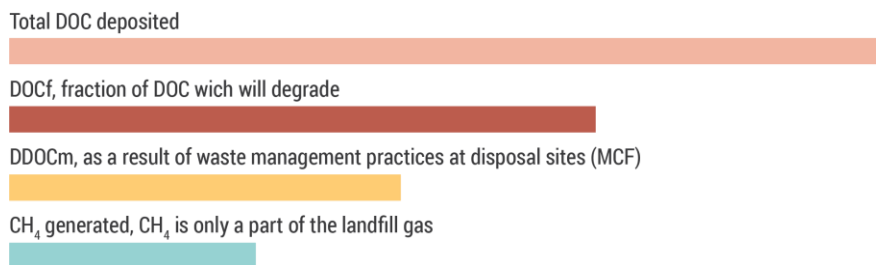 Total DOC deposited
DOCf, fraction of DOC wich will degrade
DDOCm, as a result of waste management practices at disposal sites (MCF)
CH₄ generated, CH₄ is only a part of the landfill gas